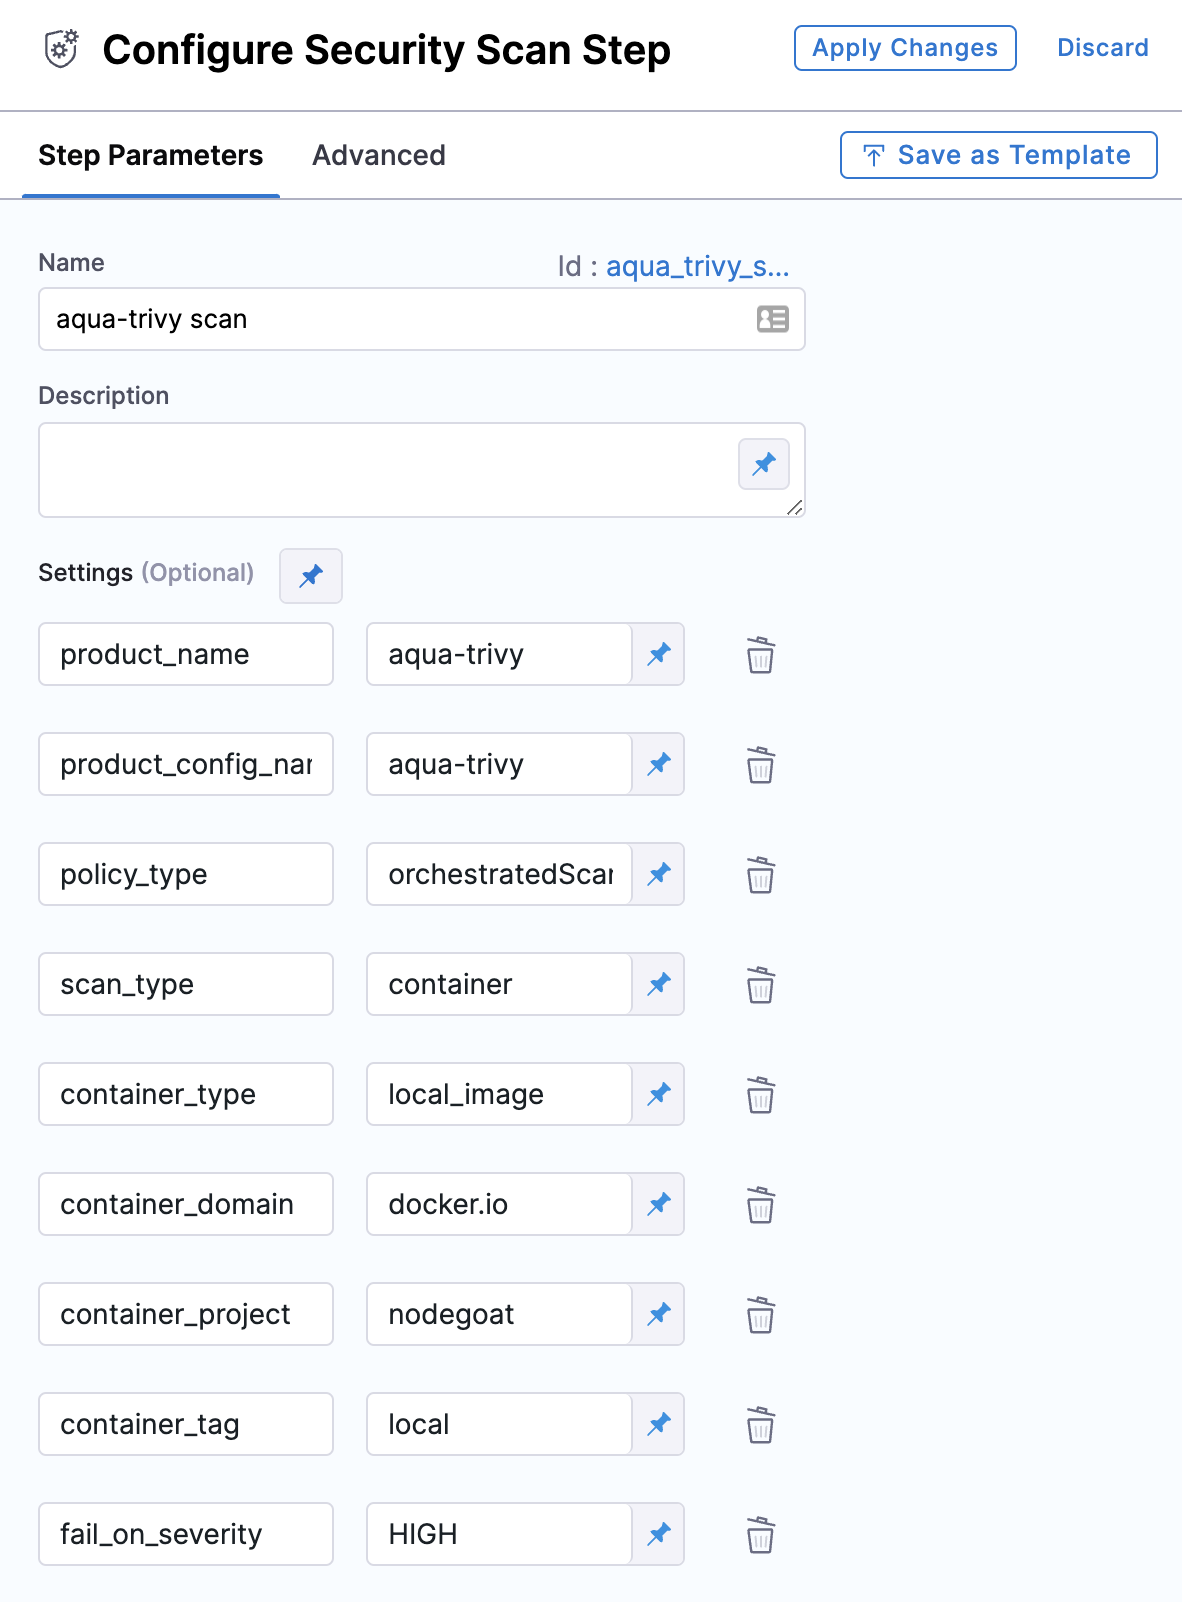 Configure Security Scan Step
Apply Changes
Discard
Step Parameters
Advanced
Save as Template
Name
Id : aqua_trivy_s...
aqua-trivy scan
Description
Settings (Optional)
product_name aqua-trivy
product_config_nar aqua-trivy
policy_type orchestratedScar
scan_type container
container_type local_image
container_domain docker.io
container_project nodegoat
container_tag local
fail_on_severity HIGH